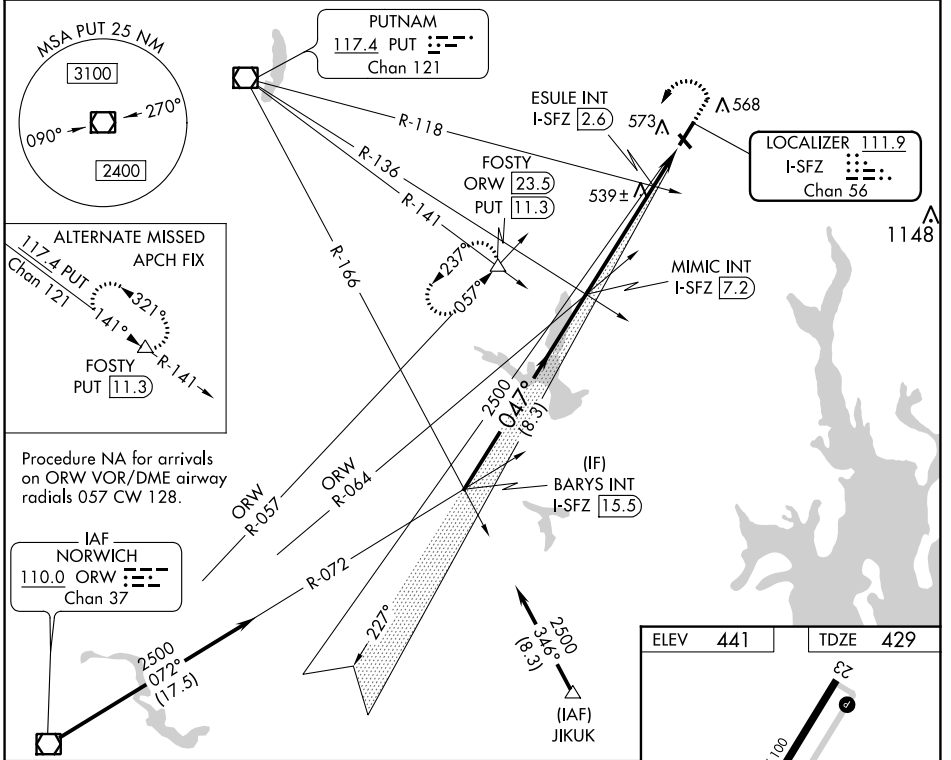 MSA PUT 25 NM
3100
270°
090°
2400
PUTNAM
117.4 PUT
Chan 121
ESULE INT
I-SFZ 2.6
573
568
LOCALIZER 111.9
I-SFZ
Chan 56
R-118
R-136
R-141
R-166
FOSTY
ORW 23.5
PUT 11.3
539±
1148
ALTERNATE MISSED
APCH FIX
117.4 PUT
Chan 121
321°
141°
R-141
FOSTY
PUT 11.3
237°
057°
MIMIC INT
I-SFZ 7.2
2500
047°
(8.3)
Procedure NA for arrivals
on ORW VOR/DME airway
radials 057 CW 128.
ORW
R-057
ORW
R-064
(IF)
BARYS INT
I-SFZ 15.5
IAF
NORWICH
110.0 ORW
Chan 37
R-072
227°
2500
072°
(17.5)
2500
346°
(8.3)
(IAF)
JIKUK
ELEV 441
TDZE 429
23
P
100